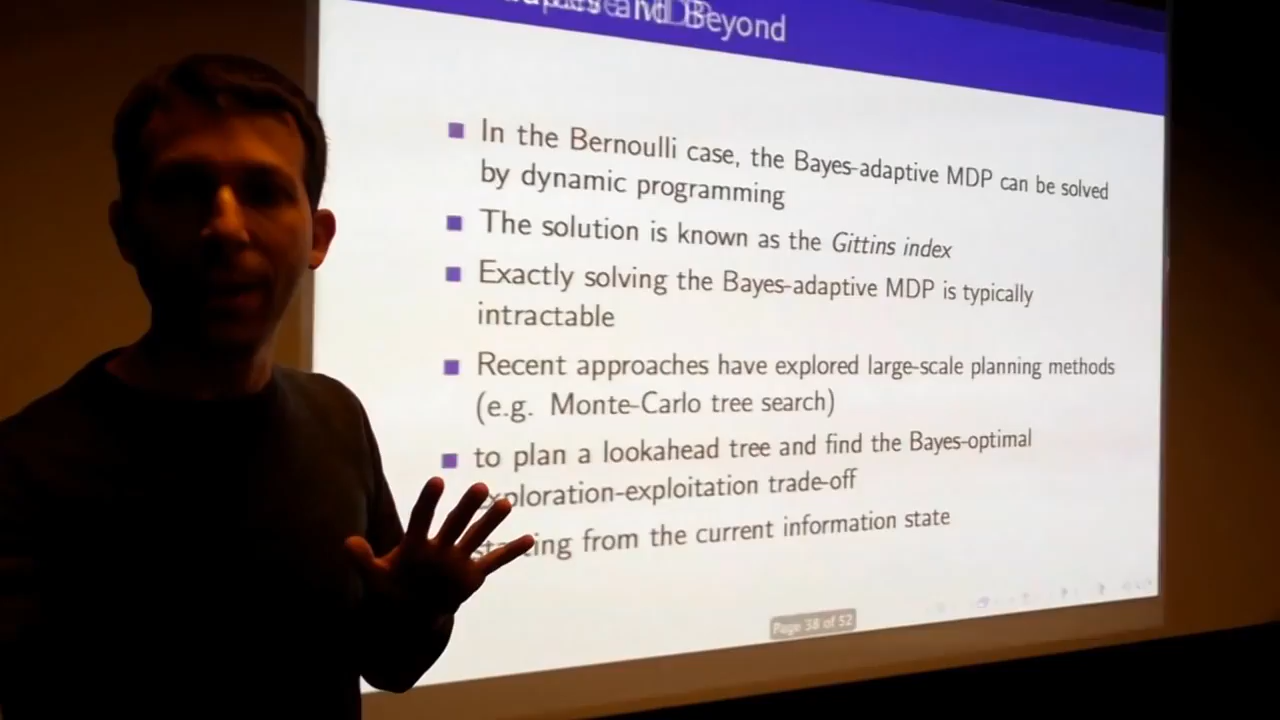 and Beyond
In the Bernoulli case, the Bayes-adaptive MDP can be solved
by dynamic programming
The solution is known as the Gittins index
Exactly solving the Bayes-adaptive MDP is typically
intractable
Recent approaches have explored large-scale planning methods
(e.g. Monte-Carlo tree search)
to plan a lookahead tree and find the Bayes-optimal
exploration-exploitation trade-off
starting from the current information state
Page 38 of 52